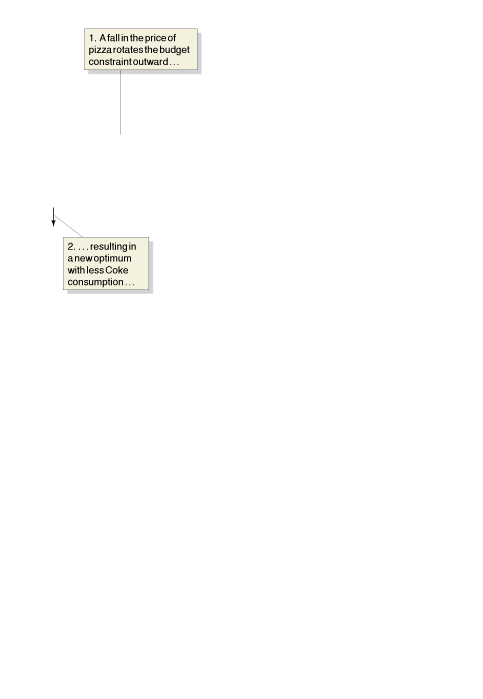 1. A fall in the price of
pizza rotates the budget
constraint outward . . .
2. . . . resulting in
a new optimum
with less Coke
consumption . . .